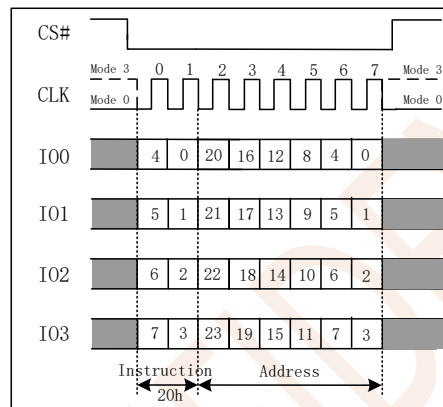 CS#
Mode 3 0 1 2 3 4 5 6 7 Mode 3
CLK
Mode 0 Mode 0
IO0 4 0 20 16 12 8 4 0
IO1 5 1 21 17 13 9 5 1
IO2 6 2 22 18 14 10 6 2
IO3 7 3 23 19 15 11 7 3
Instruction Address
20h